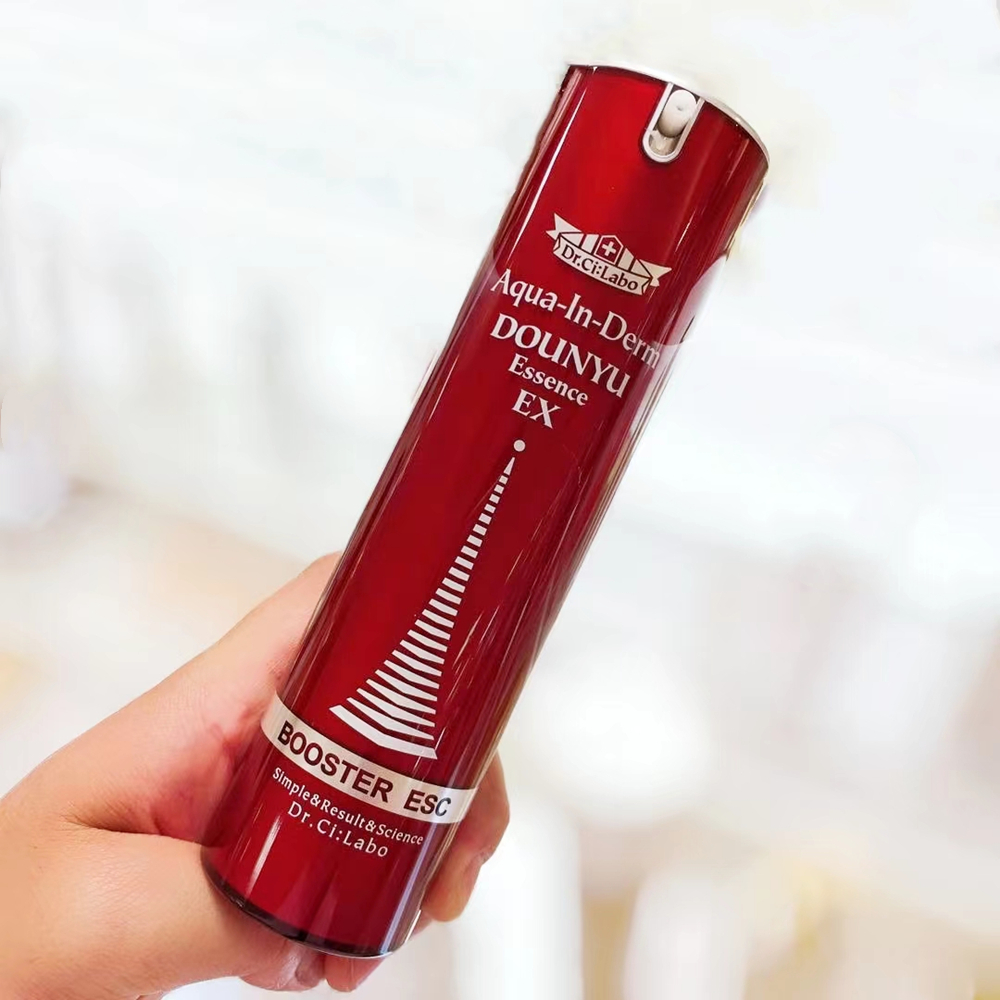 Dr.Ci:Labo
Aqua-In-Derm
DOUNYU
Essence
EX
BOOSTER ESC
Simple&Result&Science
Dr.Ci:Labo